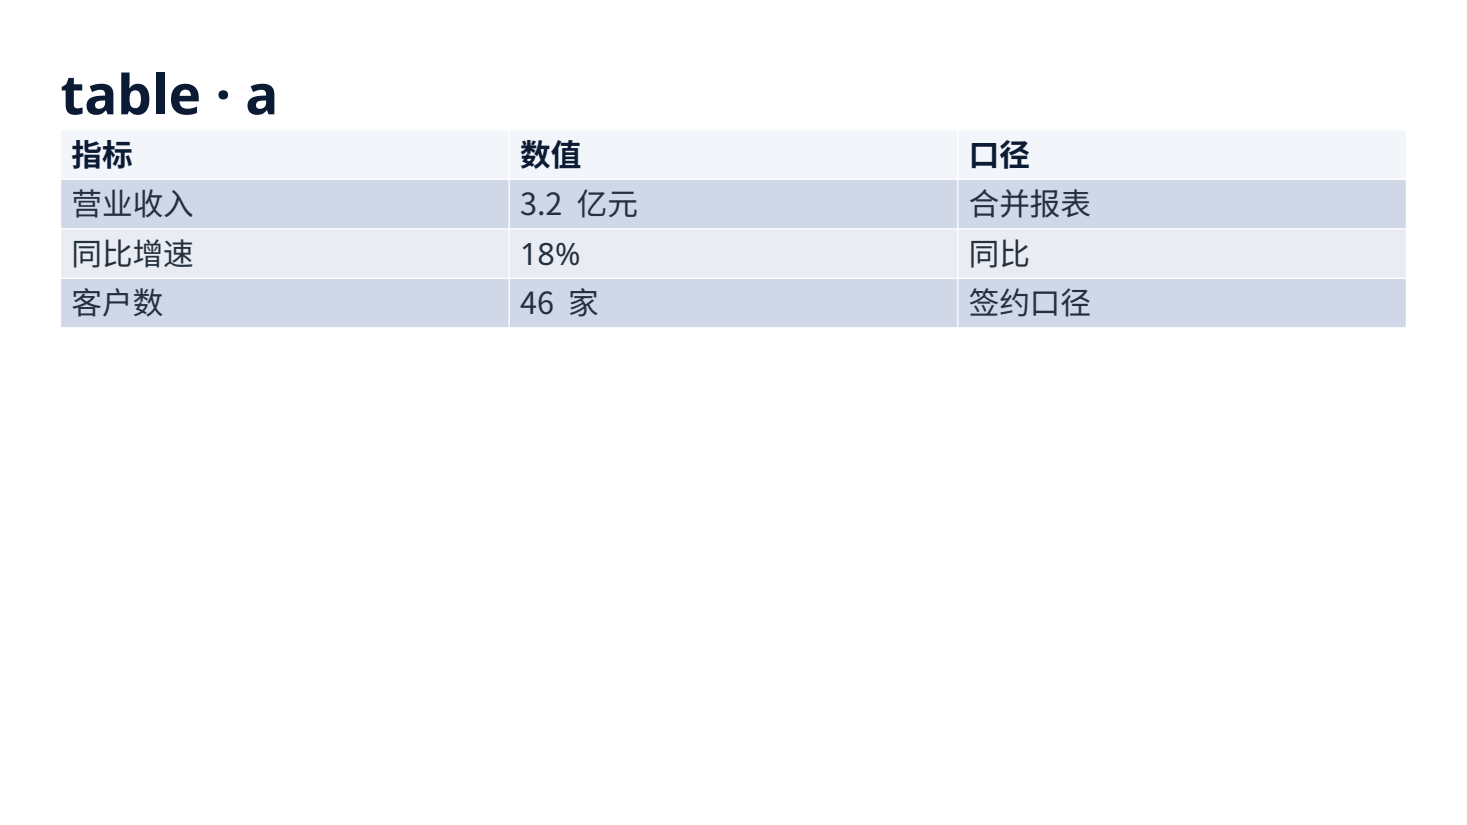 table · a
指标 数值 口径
营业收入 3.2 亿元 合并报表
同比增速 18% 同比
客户数 46 家 签约口径